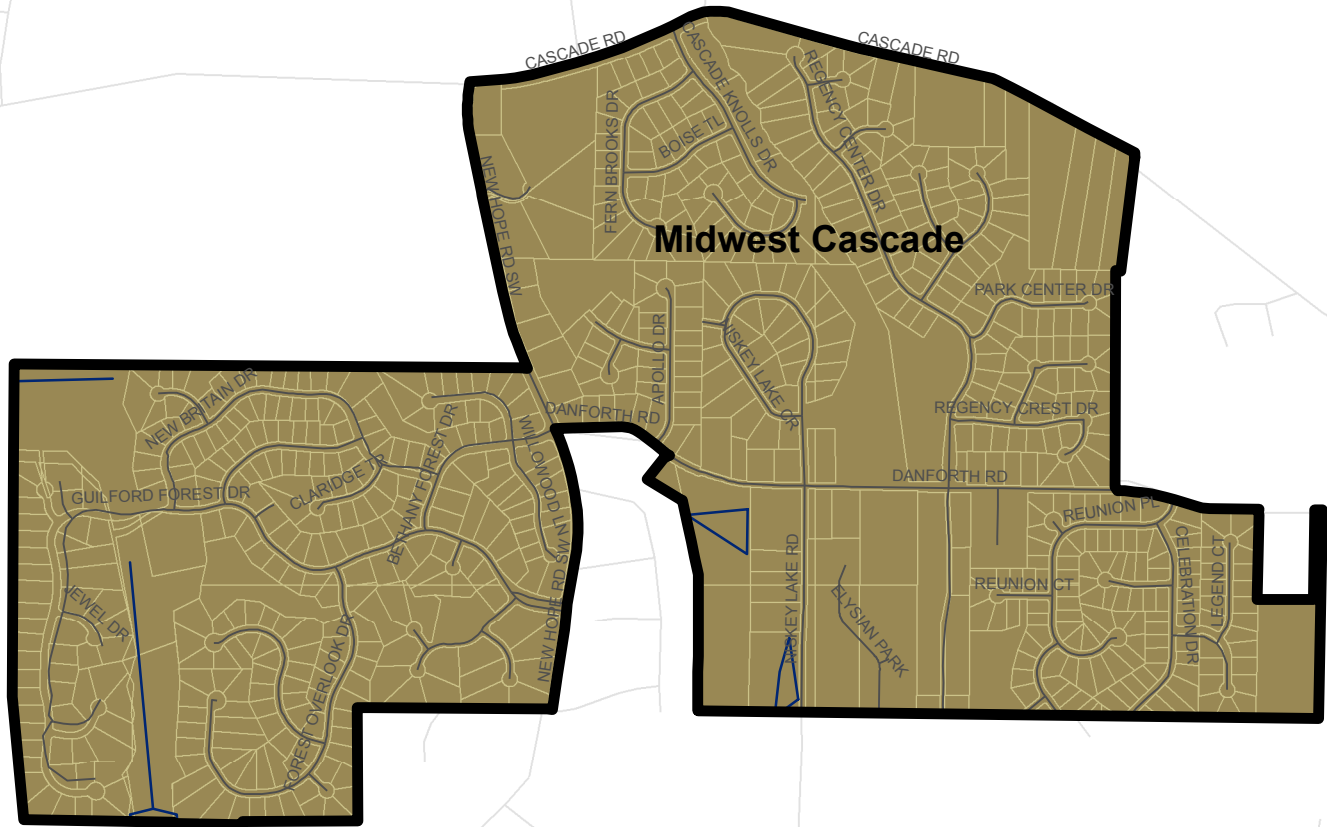 CASCADE RD
CASCADE RD
CASCADE KNOLLS DR
REGENCY CENTER DR
FERN BROOKS DR
BOISE TL
NEW HOPE RD SW
Midwest Cascade
PARK CENTER DR
APOLLO DR
NISKEY LAKE CR
NEW BRITAIN DR
DANFORTH RD
REGENCY CREST DR
BETHANY FOREST DR
WILLOWOOD LN SW
CLARIDGE TR
GUILFORD FOREST DR
DANFORTH RD
REUNION PL
CELEBRATION DR
LEGEND CT
NISKEY LAKE RD
REUNION CT
ELYSIAN PARK
JEWEL DR
NEW HOPE RD SW
FOREST OVERLOOK DR